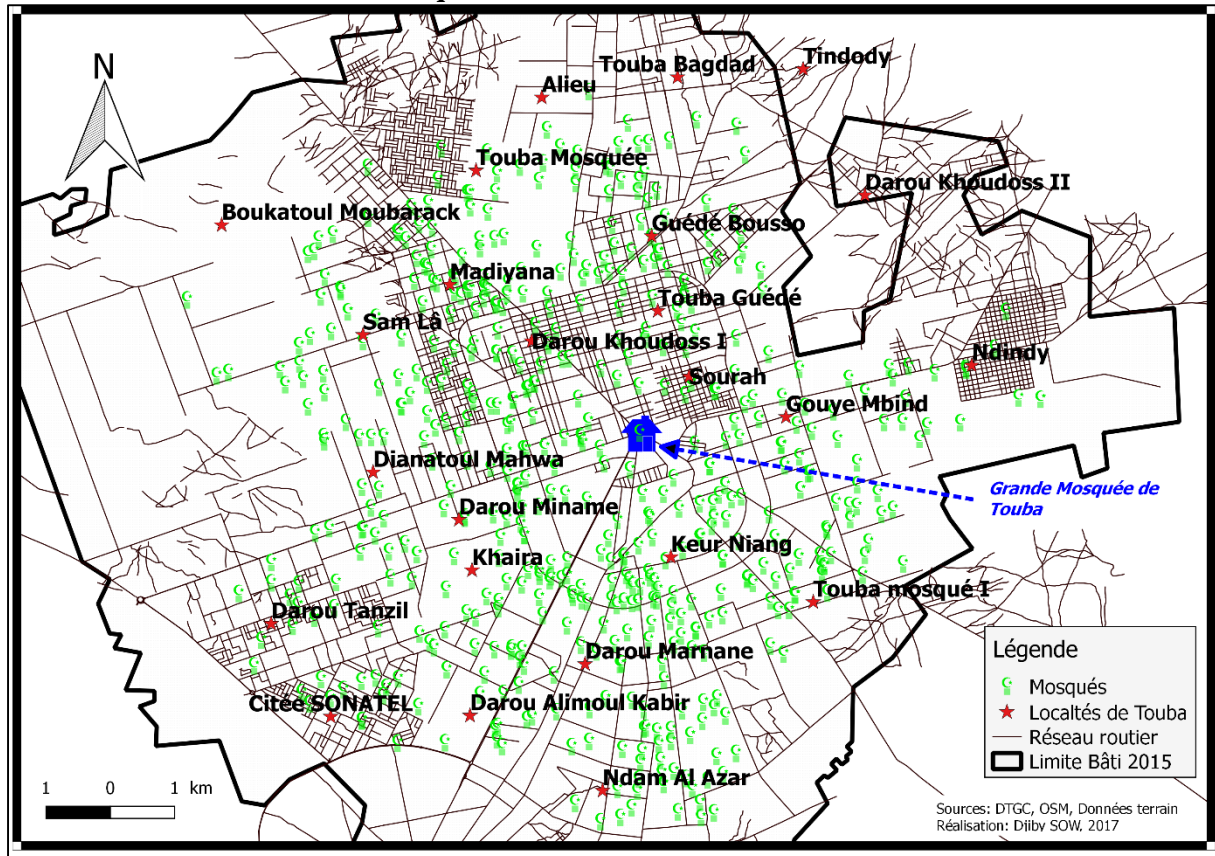 N
Touba Bagdad
Tindody
Alieu
Touba Mosquée
Darou Khoudoss II
Boukatoul Moubarack
Guédé Bousso
Madiyana
Touba Guédé
Sam Lâ
Darou Khoudoss I
Ndindy
Sourah
Gouye Mbind
Dianatoul Mahwa
Grande Mosquée de
Touba
Darou Miname
Keur Niang
Khaira
Touba mosqué I
Darou Tanzil
Darou Marnane
Citée SONATEL
Darou Alimoul Kabir
Ndam Al Azar
Légende
Mosqués
Localtés de Touba
Réseau routier
Limite Bâti 2015
1 0 1 km
Sources: DTGC, OSM, Données terrain
Réalisation: Djiby SOW, 2017